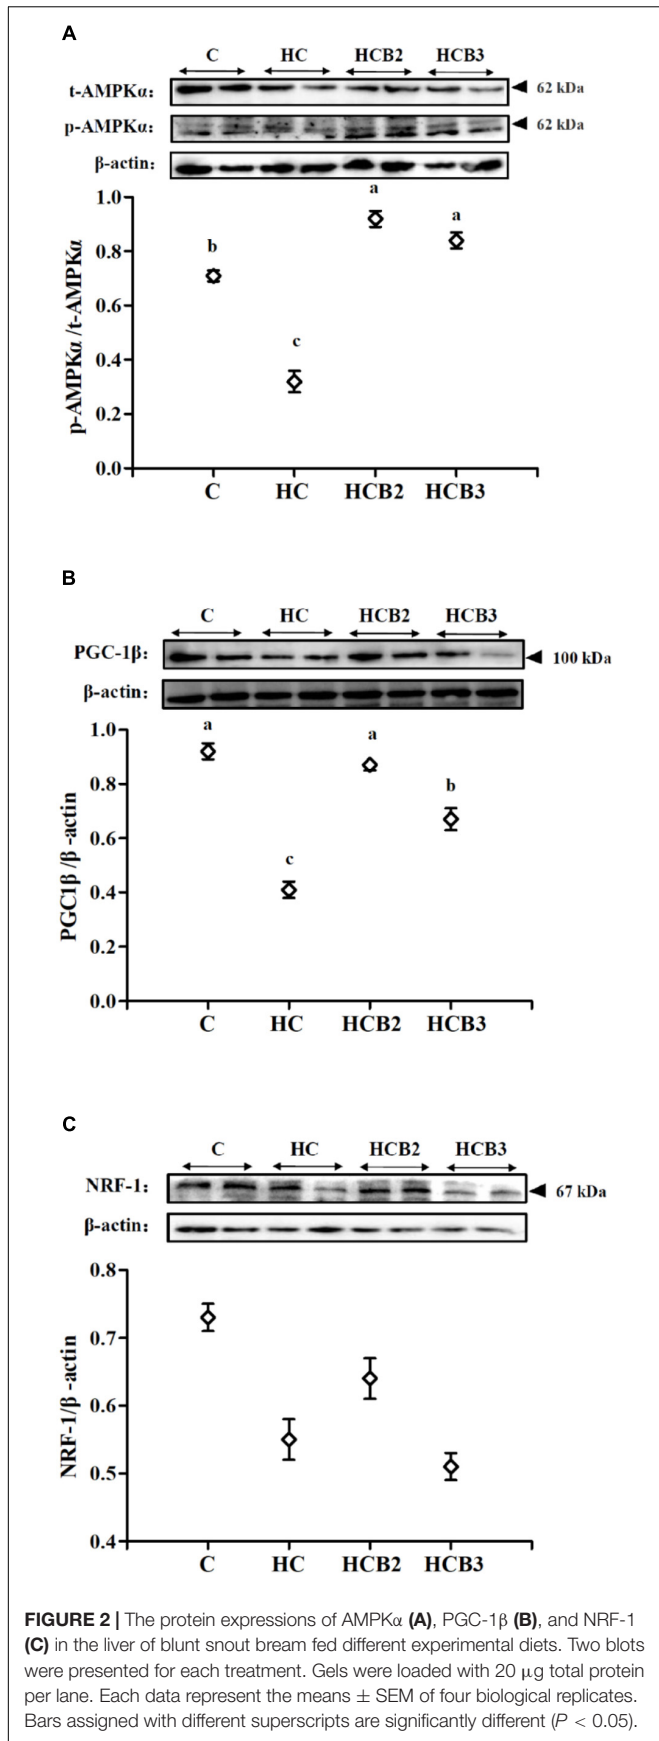 A
C HC HCB2 HCB3
t-AMPKα: 62 kDa
p-AMPKα: 62 kDa
β-actin:
a
1.0
a
b
0.8
0.6
c
0.4
0.2
0.0
p-AMPKα /t-AMPKα
C HC HCB2 HCB3
B
C HC HCB2 HCB3
PGC-1β: 100 kDa
β-actin:
1.0
a a
b
0.8
0.6
c
0.4
0.2
0.0
PGC1β/β -actin
C HC HCB2 HCB3
C
C HC HCB2 HCB3
NRF-1: 67 kDa
β-actin:
0.8
0.7
0.6
0.5
0.4
NRF-1/β -actin
C HC HCB2 HCB3
FIGURE 2 | The protein expressions of AMPKα (A), PGC-1β (B), and NRF-1
(C) in the liver of blunt snout bream fed different experimental diets. Two blots
were presented for each treatment. Gels were loaded with 20 μg total protein
per lane. Each data represent the means ± SEM of four biological replicates.
Bars assigned with different superscripts are significantly different (P < 0.05).